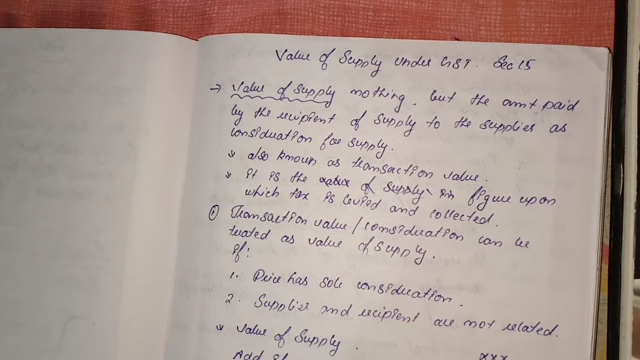 Value of Supply under GST. Sec 15
→ Value of Supply nothing, but the amt paid
by the recipient of supply to the supplier as
consideration for supply.
* also known as transaction value.
* it is the value of supply in figure upon
which tax is levied and collected.
① Transaction value/consideration can be
treated as value of supply.
if:
1. Price has sole consideration.
2. Supplier and recipient are not related.
* Value of Supply.
xxx